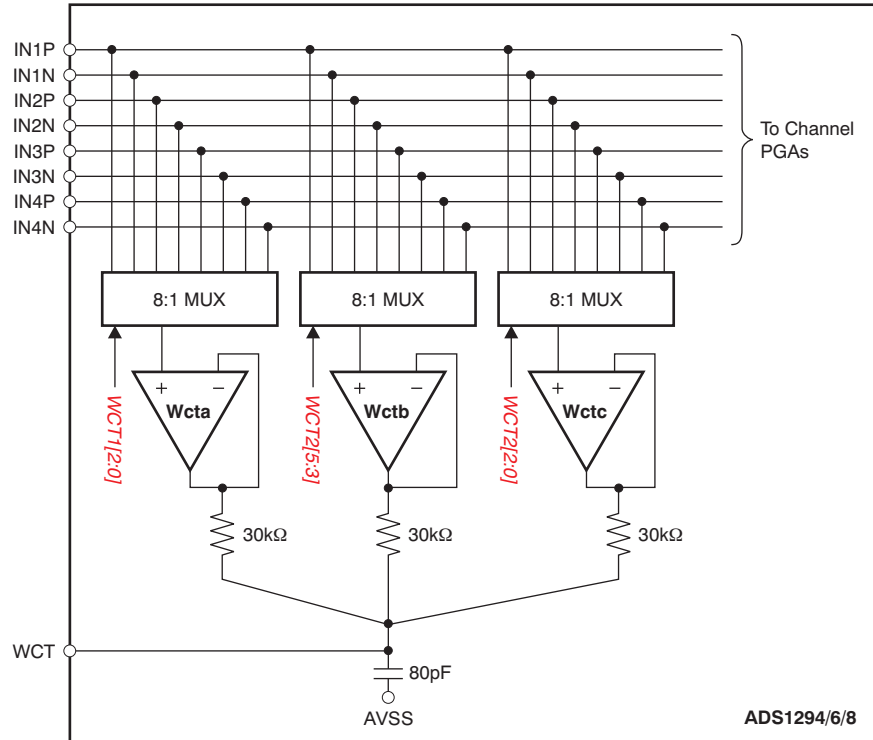 IN1P
IN1N
IN2P
IN2N
IN3P
IN3N
IN4P
IN4N
To Channel
PGAs
8:1 MUX
8:1 MUX
8:1 MUX
WCT1[2:0]
+ −
Wcta
WCT2[5:3]
+ −
Wctb
WCT2[2:0]
+ −
Wctc
30kΩ
30kΩ
30kΩ
WCT
80pF
AVSS
ADS1294/6/8